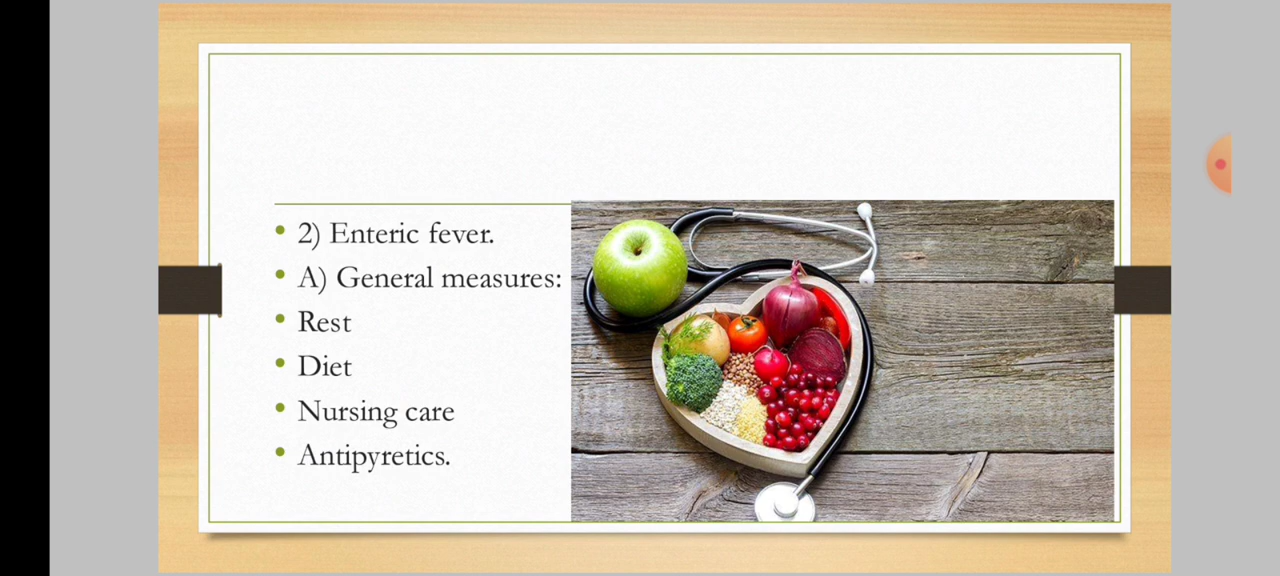 2) Enteric fever.
A) General measures:
Rest
Diet
Nursing care
Antipyretics.